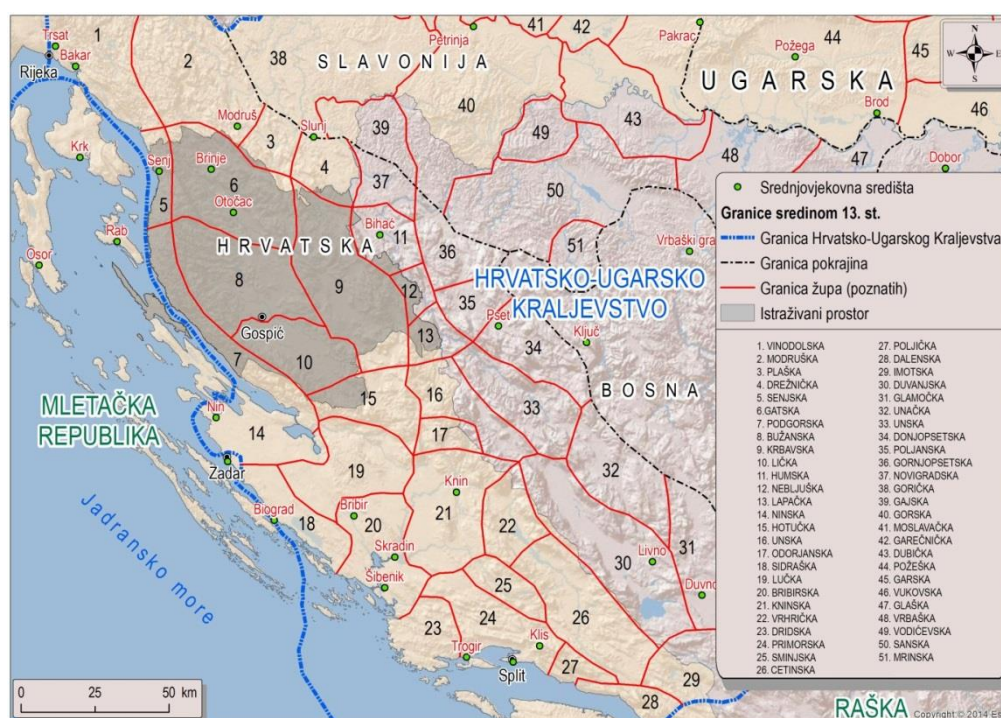 Trsat
Rijeka
Bakar
1
2
38
SLAVONIJA
Petrinja
41
42
Pakrac
44
Požega
45
UGARSKA
Brod
46
N
W
E
S
Krk
Modruš
3
Slunj
4
39
40
49
43
48
47
Dobor
Senj
Brinje
6
Otočac
5
37
50
HRVATSKA
Bihać
11
36
51
Vrbaški gra
Osor
Rab
8
9
12
35
HRVATSKO-UGARSKO
KRALJEVSTVO
Gospić
13
Pset
Ključ
34
7
10
BOSNA
15
16
33
MLETAČKA
REPUBLIKA
Nin
14
17
Zadar
19
32
Knin
Biograd
Bribir
18
20
21
22
Skradin
30
Livno
31
Šibenik
Duvno
25
Jadransko more
23
24
26
Trogir
Klis
Split
27
29
28
RAŠKA
0
25
50 km
Srednjovjekovna središta
Granice sredinom 13. st.
Granica Hrvatsko-Ugarskog Kraljevstva
Granica pokrajina
Granica župa (poznatih)
Istraživani prostor
1. VINODOLSKA
2. MODRUŠKA
3. PLAŠKA
4. DREŽNIČKA
5. SENJSKA
6.GATSKA
7. PODGORSKA
8. BUŽANSKA
9. KRBAVSKA
10. LIČKA
11. HUMSKA
12. NEBLJUŠKA
13. LAPAČKA
14. NINSKA
15. HOTUČKA
16. UNSKA
17. ODORJANSKA
18. SIDRAŠKA
19. LUČKA
20. BRIBIRSKA
21. KNINSKA
22. VRHRIČKA
23. DRIDSKA
24. PRIMORSKA
25. SMINJSKA
26. CETINSKA
27. POLJIČKA
28. DALENSKA
29. IMOTSKA
30. DUVANJSKA
31. GLAMOČKA
32. UNAČKA
33. UNSKA
34. DONJOPSETSKA
35. POLJANSKA
36. GORNJOPSETSKA
37. NOVIGRADSKA
38. GORIČKA
39. GAJSKA
40. GORSKA
41. MOSLAVAČKA
42. GAREČNIČKA
43. DUBIČKA
44. POŽEŠKA
45. GARSKA
46. VUKOVSKA
47. GLAŠKA
48. VRBAŠKA
49. VODIČEVSKA
50. SANSKA
51. MRINSKA
Copyright © 2014 Es